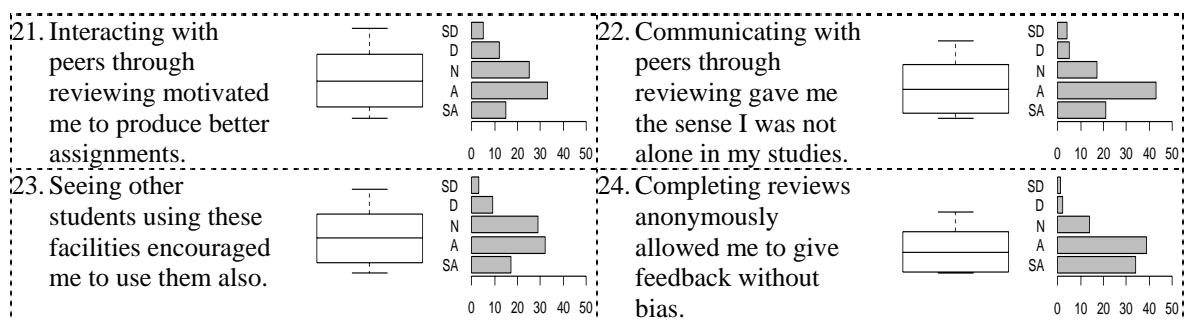 21. Interacting with
peers through
reviewing motivated
me to produce better
assignments.
SD
D
N
A
SA
0 10 20 30 40 50
22. Communicating with
peers through
reviewing gave me
the sense I was not
alone in my studies.
SD
D
N
A
SA
0 10 20 30 40 50
23. Seeing other
students using these
facilities encouraged
me to use them also.
SD
D
N
A
SA
0 10 20 30 40 50
24. Completing reviews
anonymously
allowed me to give
feedback without
bias.
SD
D
N
A
SA
0 10 20 30 40 50